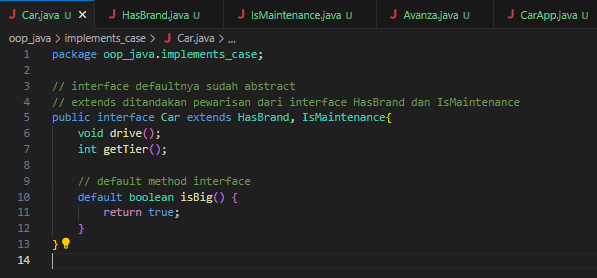 J Car.java U X J HasBrand.java U J IsMaintenance.java U J Avanza.java U J CarApp.java U
oop_java > implements_case > J Car.java > ...
1 package oop_java.implements_case;
2
3 // interface defaultnya sudah abstract
4 // extends ditandakan pewarisan dari interface HasBrand dan IsMaintenance
5 public interface Car extends HasBrand, IsMaintenance{
6 void drive();
7 int getTier();
8
9 // default method interface
10 default boolean isBig() {
11 return true;
12 }
13 }
14